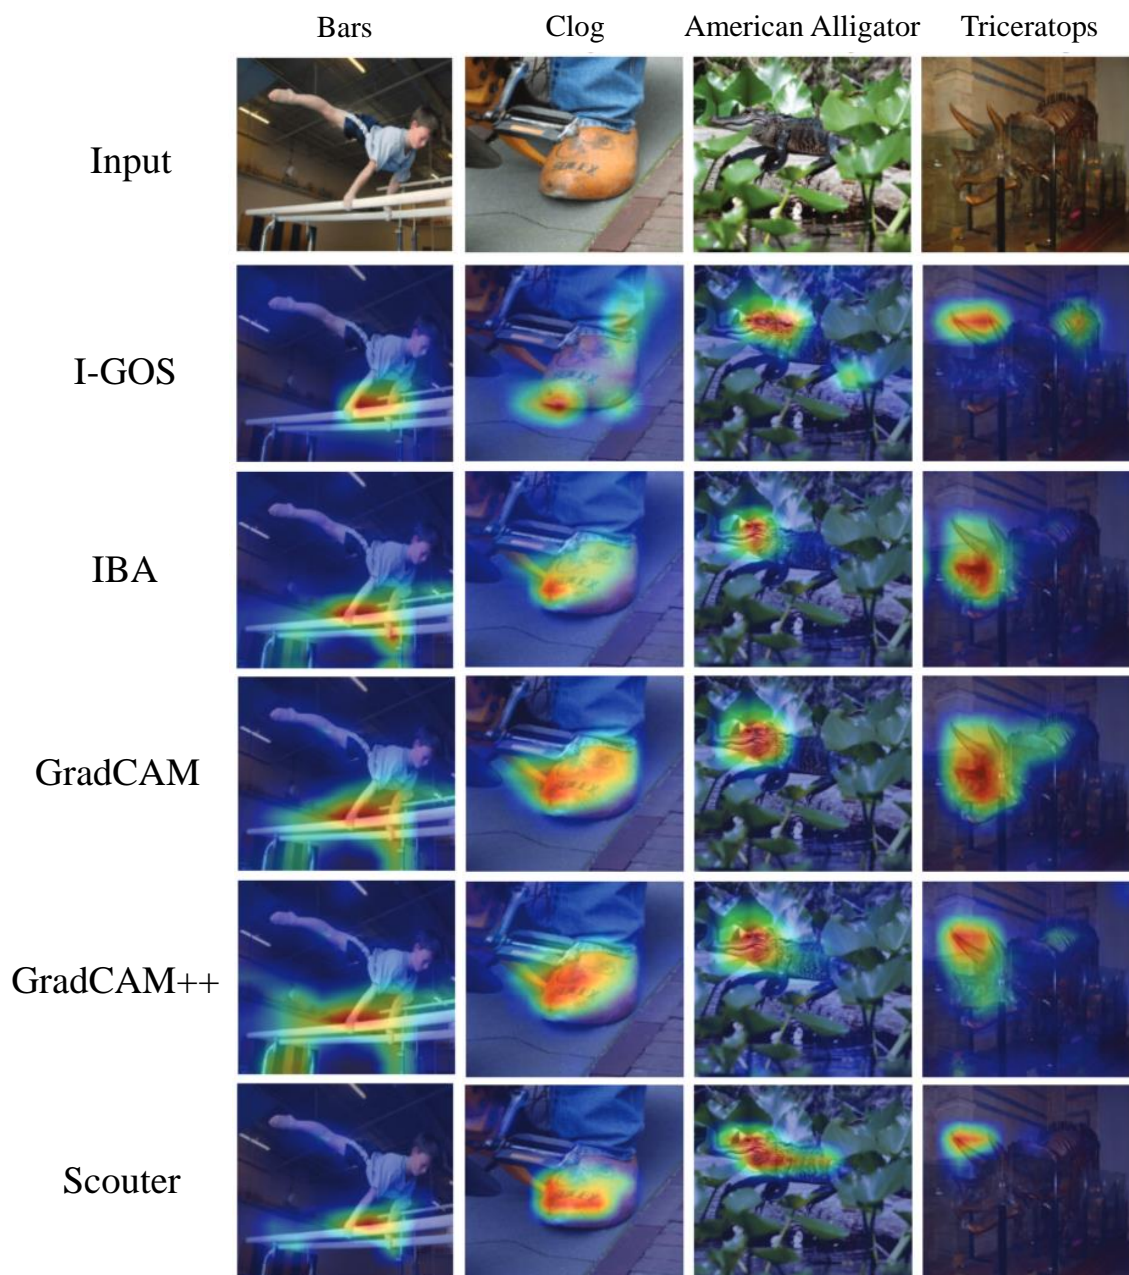 Bars Clog American Alligator Triceratops
Input
I-GOS
IBA
GradCAM
GradCAM++
Scouter